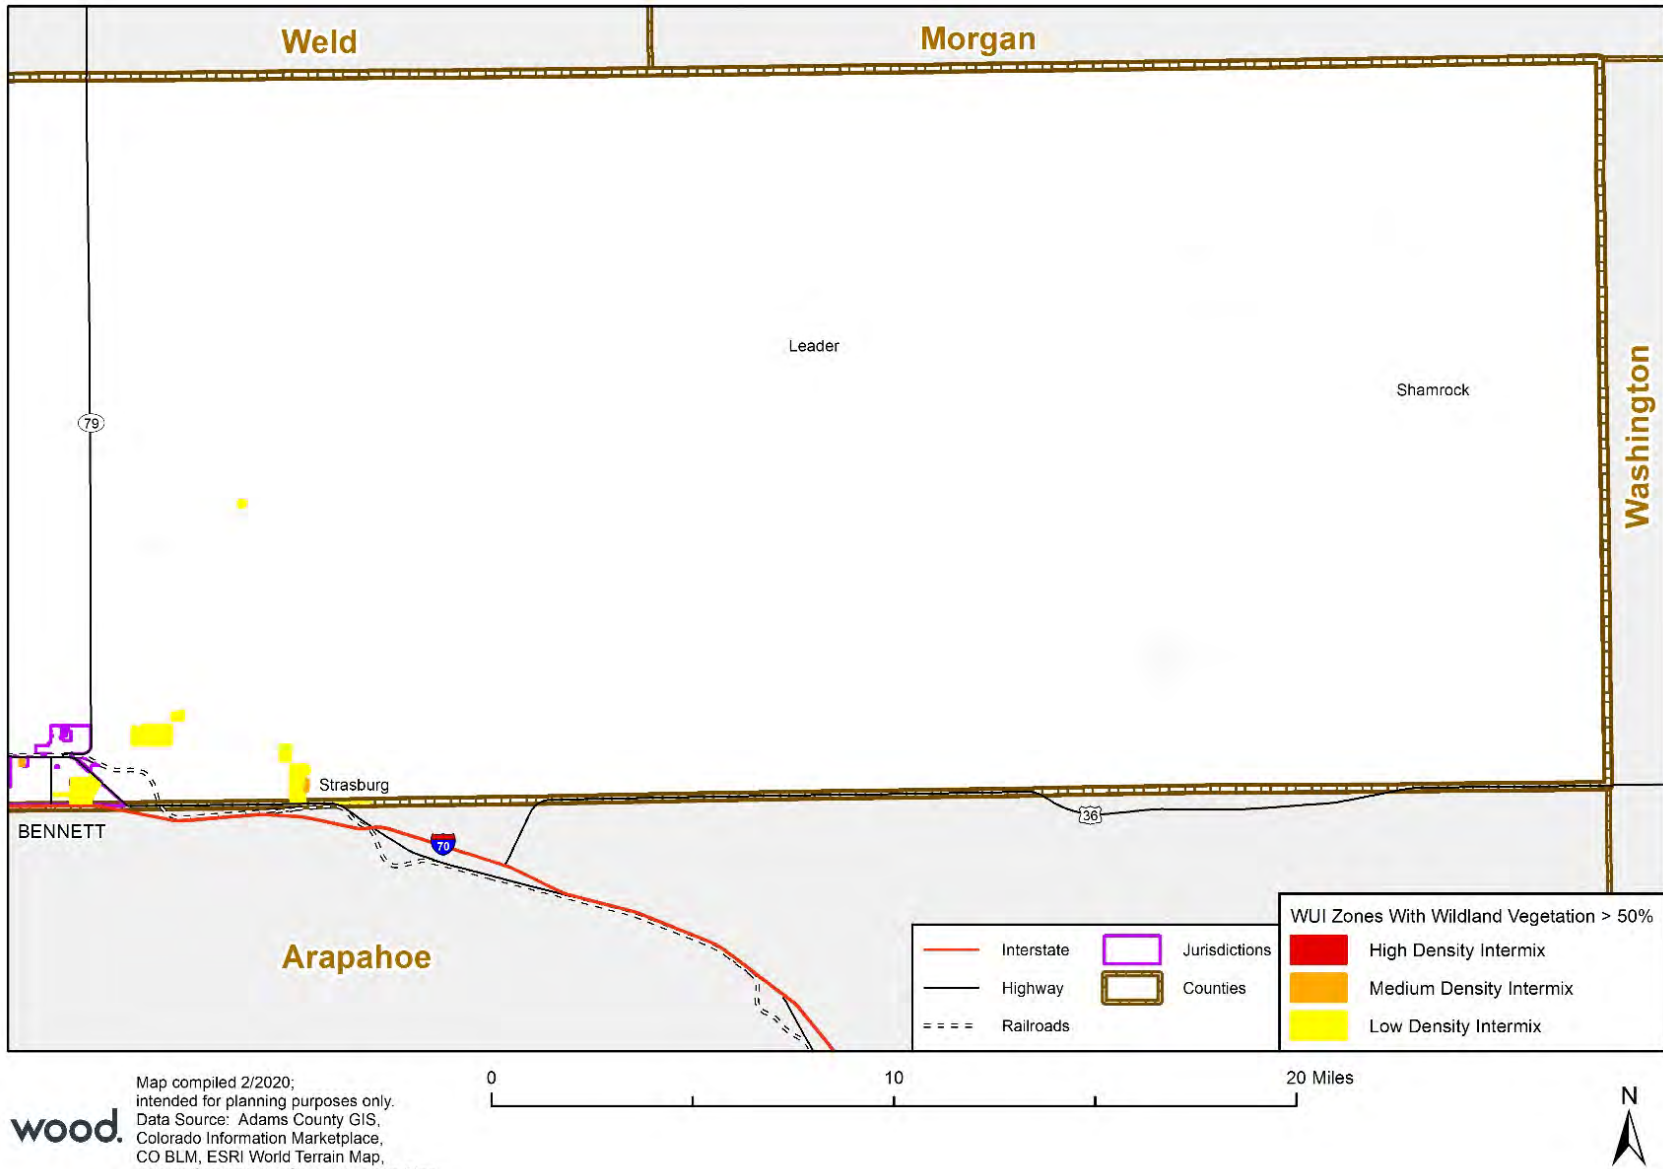 Weld
Morgan
Leader
Shamrock
Washington
79
Strasburg
BENNETT
36
70
Arapahoe
WUI Zones With Wildland Vegetation > 50%
Interstate
Jurisdictions
High Density Intermix
Highway
Counties
Medium Density Intermix
Railroads
Low Density Intermix
0
10
20 Miles
N
wood.
Map compiled 2/2020;
intended for planning purposes only.
Data Source: Adams County GIS,
Colorado Information Marketplace,
CO BLM, ESRI World Terrain Map,